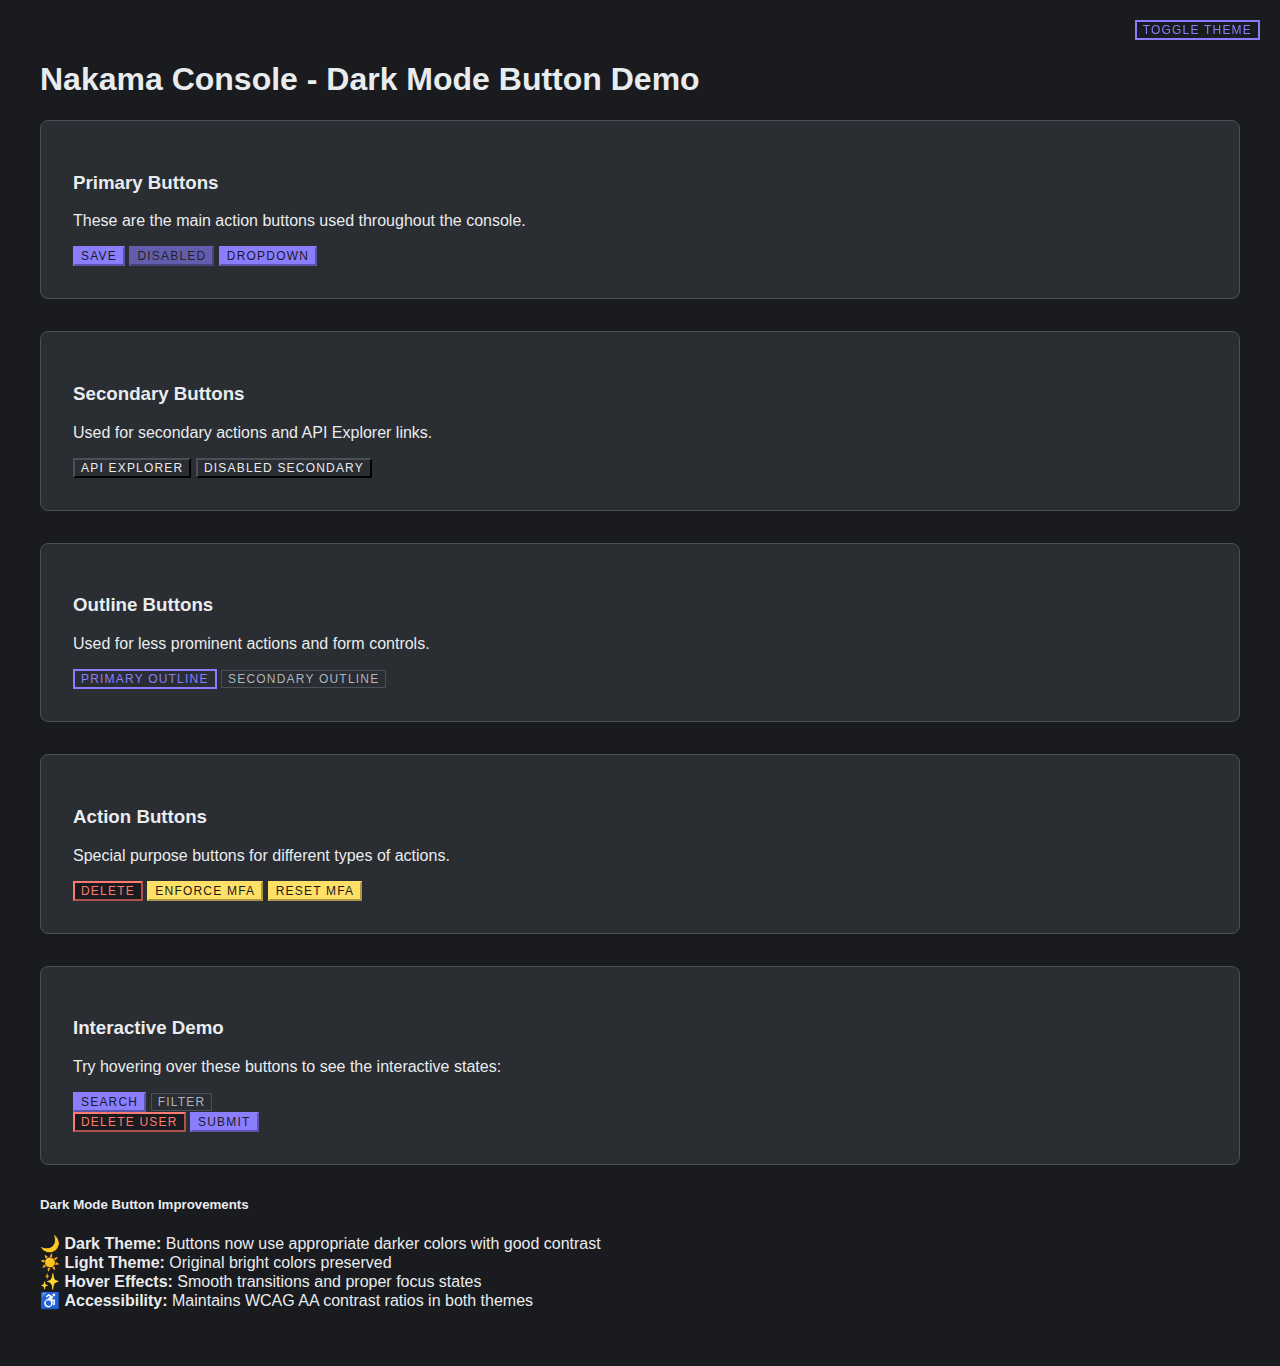 TOGGLE THEME
Nakama Console - Dark Mode Button Demo
Primary Buttons
These are the main action buttons used throughout the console.
SAVE DISABLED DROPDOWN
Secondary Buttons
Used for secondary actions and API Explorer links.
API EXPLORER DISABLED SECONDARY
Outline Buttons
Used for less prominent actions and form controls.
PRIMARY OUTLINE SECONDARY OUTLINE
Action Buttons
Special purpose buttons for different types of actions.
DELETE ENFORCE MFA RESET MFA
Interactive Demo
Try hovering over these buttons to see the interactive states:
SEARCH FILTER
DELETE USER SUBMIT
Dark Mode Button Improvements
🌙 Dark Theme: Buttons now use appropriate darker colors with good contrast
☀️ Light Theme: Original bright colors preserved
✨ Hover Effects: Smooth transitions and proper focus states
♿ Accessibility: Maintains WCAG AA contrast ratios in both themes